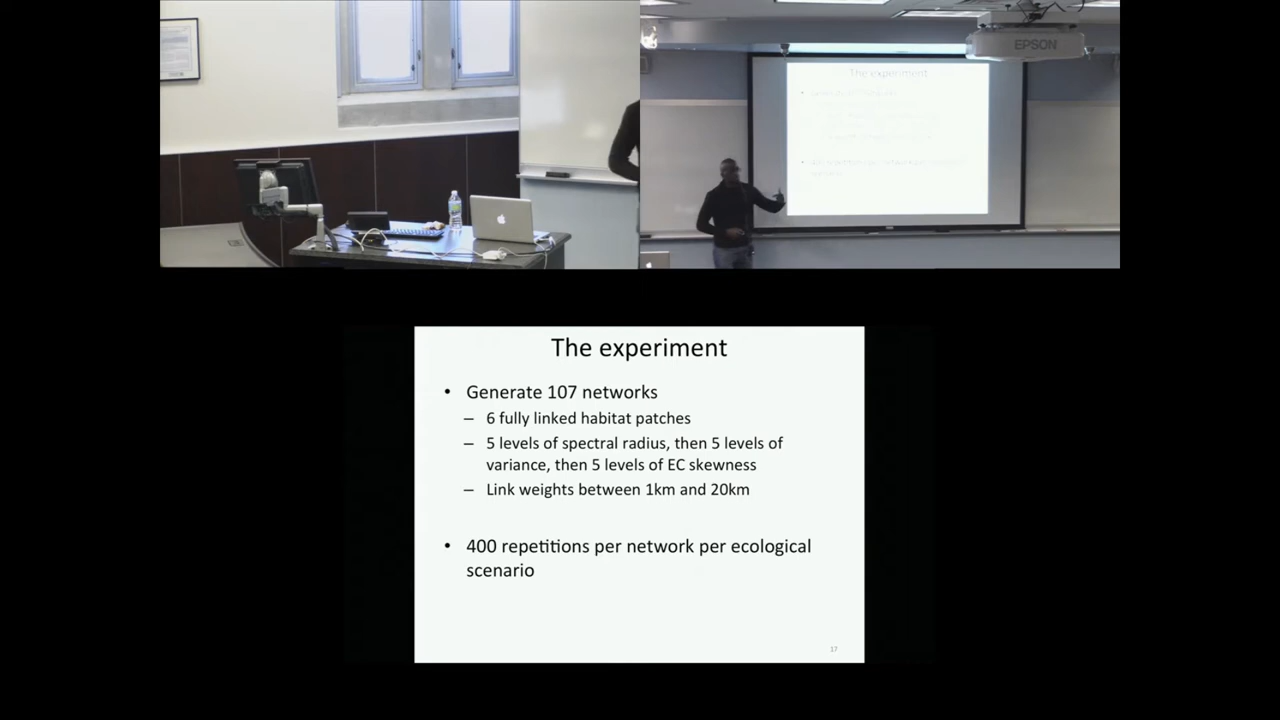 EPSON
The experiment
The experiment
• Generate 107 networks
– 6 fully linked habitat patches
– 5 levels of spectral radius, then 5 levels of
variance, then 5 levels of EC skewness
– Link weights between 1km and 20km
• 400 repetitions per network per ecological
scenario
17